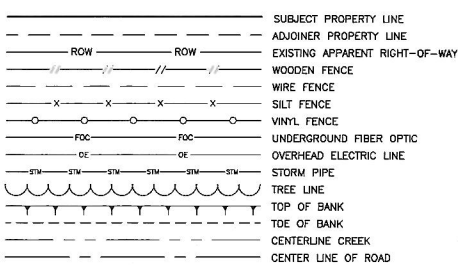 SUBJECT PROPERTY LINE
ADJOINER PROPERTY LINE
ROW ROW EXISTING APPARENT RIGHT-OF-WAY
WOODEN FENCE
WIRE FENCE
X X X X SILT FENCE
VINYL FENCE
FOC FOC UNDERGROUND FIBER OPTIC
OE OE OVERHEAD ELECTRIC LINE
STM STM STM STM STM STM STORM PIPE
TREE LINE
TOP OF BANK
TOE OF BANK
CENTERLINE CREEK
CENTER LINE OF ROAD